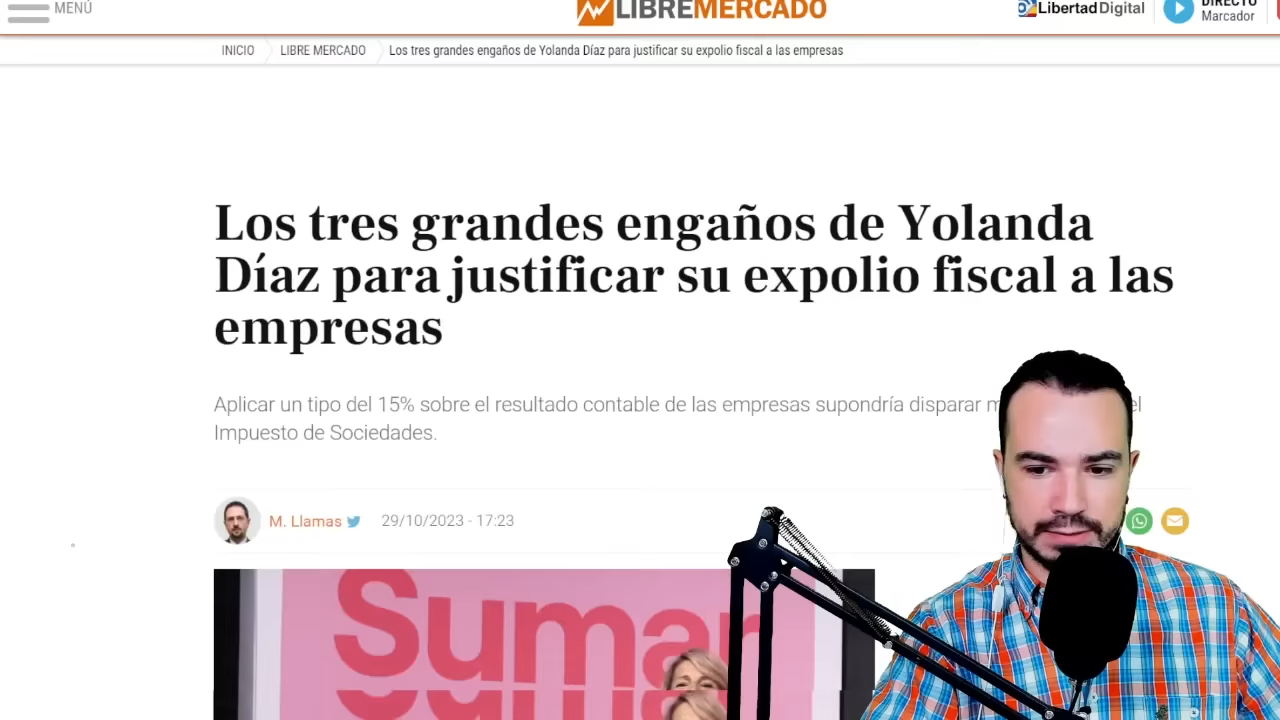 MENÚ
LIBREMERCADO
Libertad Digital
DIRECTO
Marcador
INICIO
LIBRE MERCADO
Los tres grandes engaños de Yolanda Díaz para justificar su expolio fiscal a las empresas
Los tres grandes engaños de Yolanda
Díaz para justificar su expolio fiscal a las
empresas
Aplicar un tipo del 15% sobre el resultado contable de las empresas supondría disparar
Impuesto de Sociedades.
M. Llamas
29/10/2023 - 17:23
Sumar